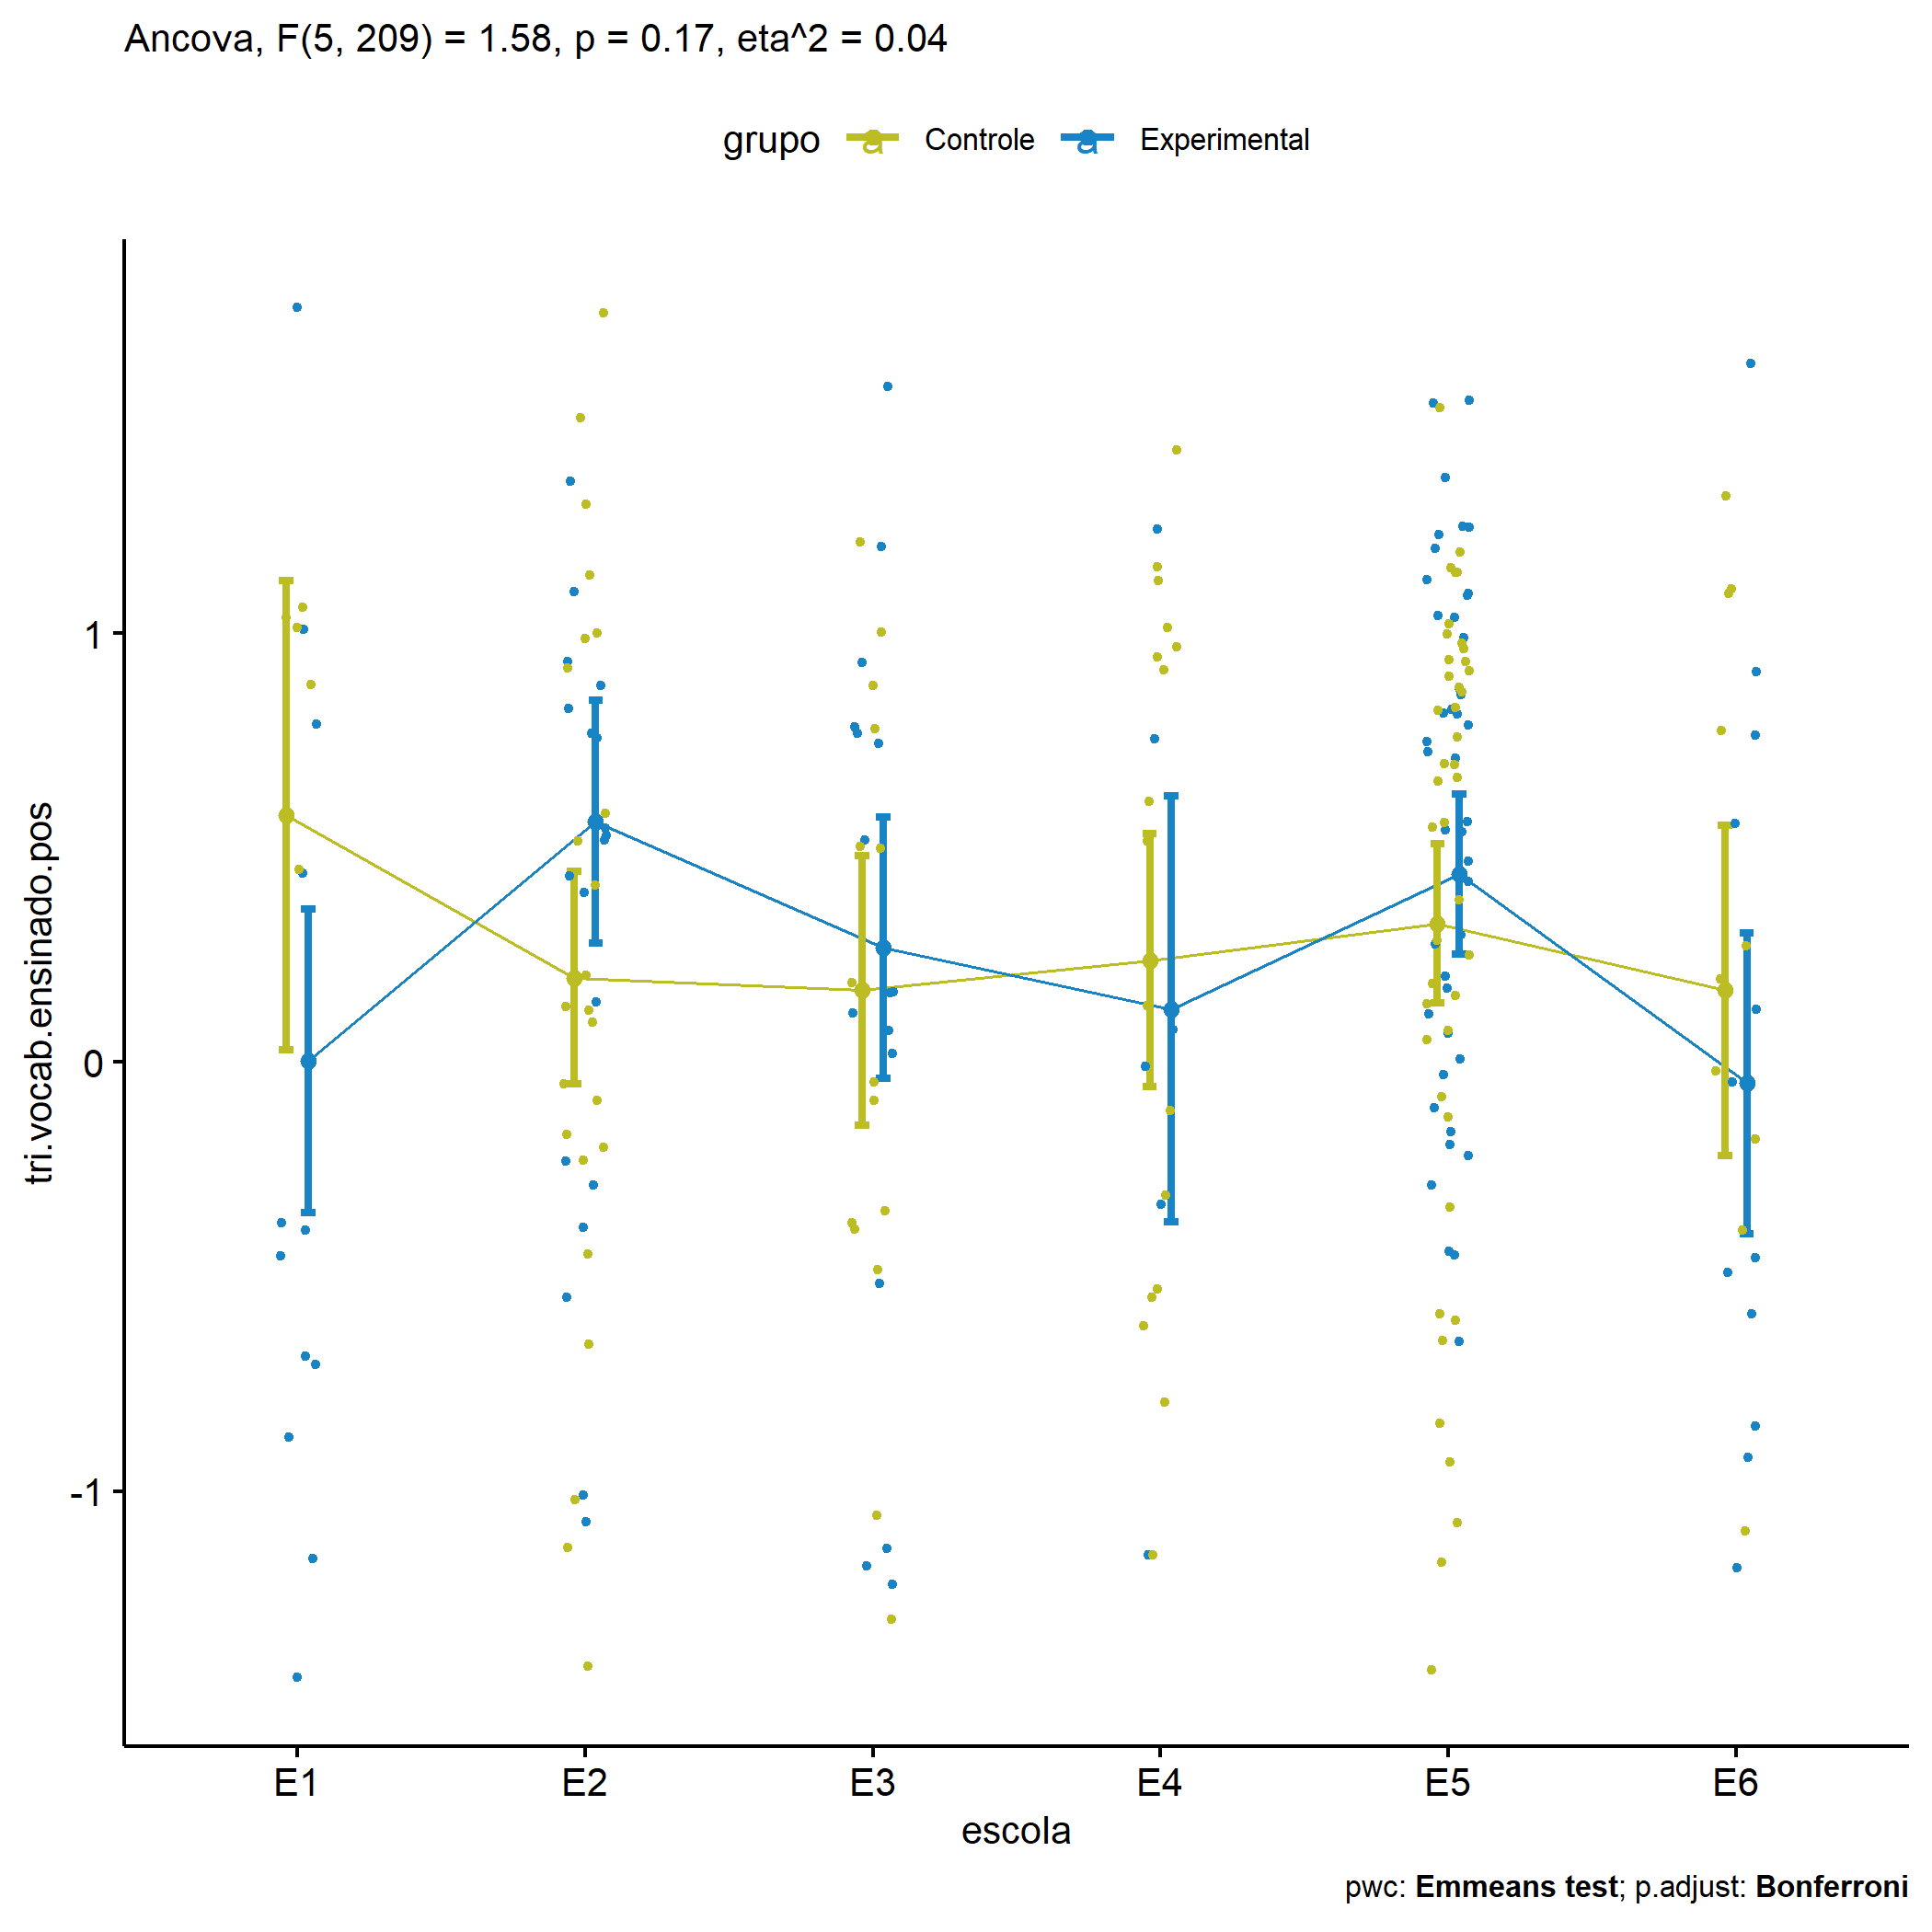 Ancova, F(5, 209) = 1.58, p = 0.17, eta^2 = 0.04
grupo a Controle a Experimental
tri.vocab.ensinado.pos
1
0
-1
E1 E2 E3 E4 E5 E6
escola
pwc: Emmeans test; p.adjust: Bonferroni